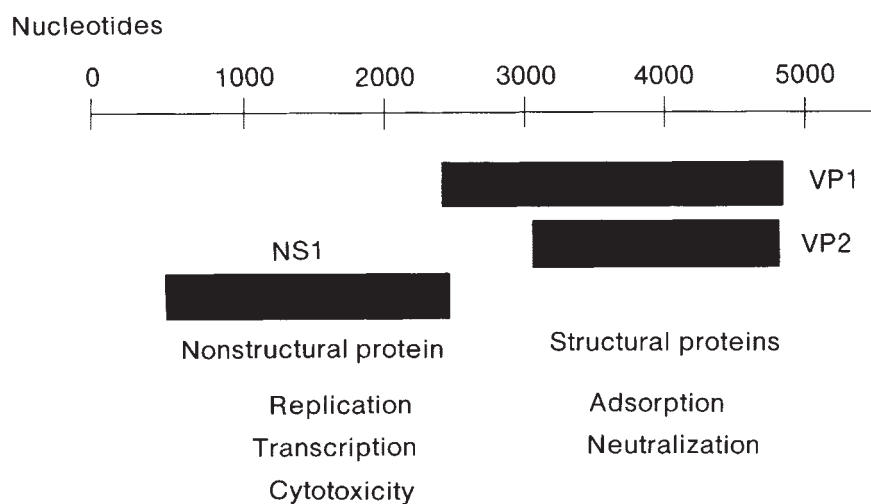 Nucleotides
0 1000 2000 3000 4000 5000
VP1
VP2
NS1
Nonstructural protein
Structural proteins
Replication
Adsorption
Transcription
Neutralization
Cytotoxicity